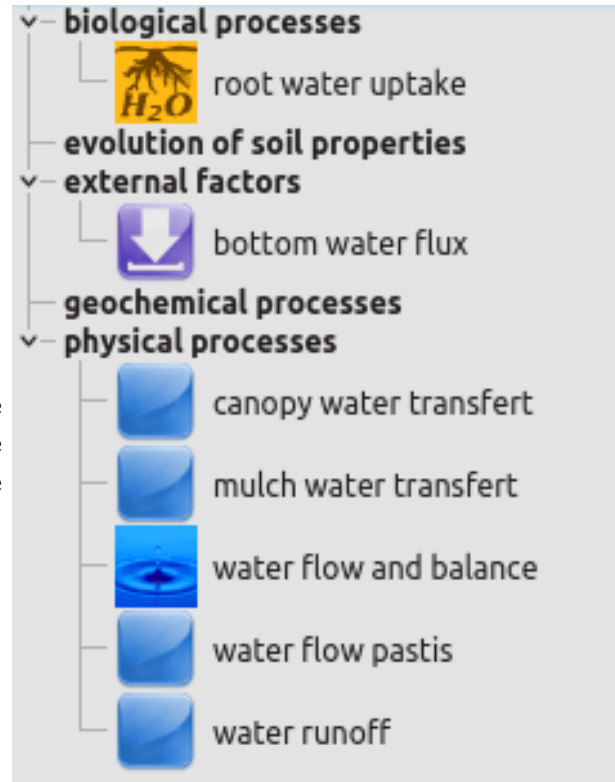 biological processes
H2O
root water uptake
evolution of soil properties
external factors
bottom water flux
geochemical processes
physical processes
canopy water transfert
e
mulch water transfert
e
e
water flow and balance
water flow pastis
water runoff